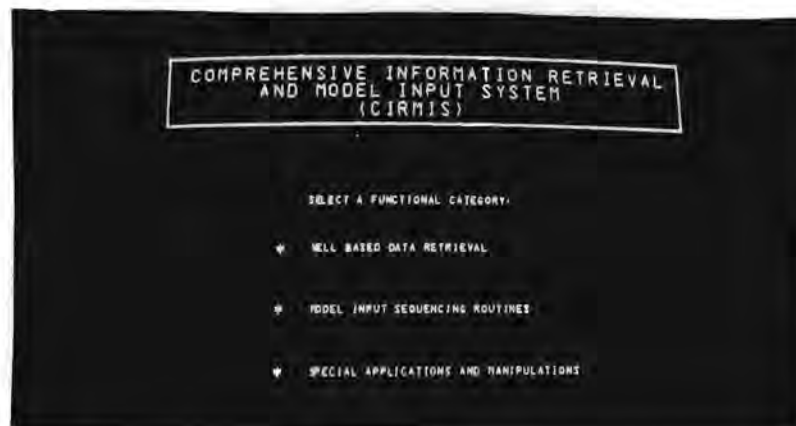 COMPREHENSIVE INFORMATION RETRIEVAL
AND MODEL INPUT SYSTEM
(CIRMIS)
SELECT A FUNCTIONAL CATEGORY:
* WELL BASED DATA RETRIEVAL
* MODEL INPUT SEQUENCING ROUTINES
* SPECIAL APPLICATIONS AND MANIPULATIONS